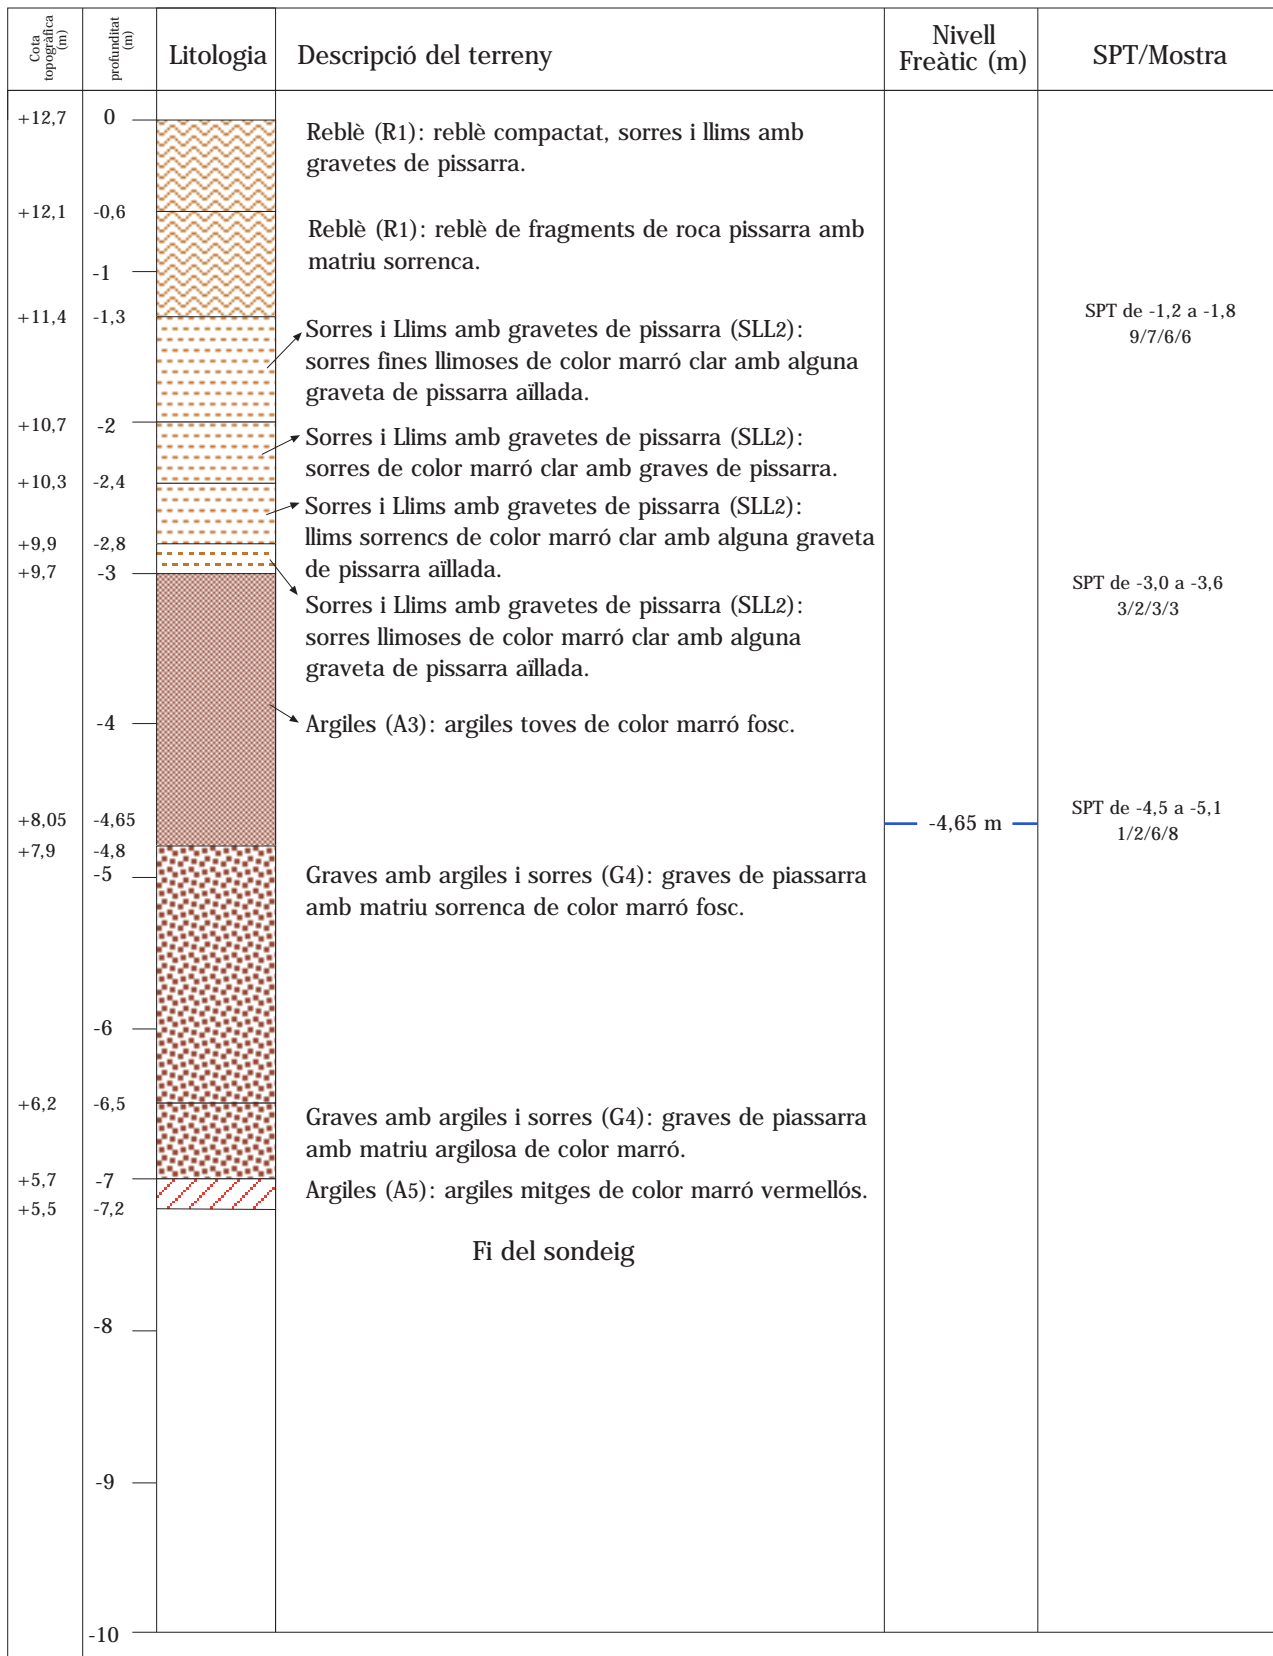 Cota
topogràfica
(m)
profunditat
(m)
Litologia
Descripció del terreny
Nivell
Freàtic (m)
SPT/Mostra
+12,7 0
Reblè (R1): reblè compactat, sorres i llims amb
gravetes de pissarra.
+12,1 -0,6
Reblè (R1): reblè de fragments de roca pissarra amb
matriu sorrenca.
-1
+11,4 -1,3
SPT de -1,2 a -1,8
9/7/6/6
Sorres i Llims amb gravetes de pissarra (SLL2):
sorres fines llimoses de color marró clar amb alguna
graveta de pissarra aïllada.
+10,7 -2
Sorres i Llims amb gravetes de pissarra (SLL2):
sorres de color marró clar amb graves de pissarra.
+10,3 -2,4
Sorres i Llims amb gravetes de pissarra (SLL2):
llims sorrencs de color marró clar amb alguna graveta
de pissarra aïllada.
+9,9 -2,8
+9,7 -3
SPT de -3,0 a -3,6
3/2/3/3
Sorres i Llims amb gravetes de pissarra (SLL2):
sorres llimoses de color marró clar amb alguna
graveta de pissarra aïllada.
-4
Argiles (A3): argiles toves de color marró fosc.
+8,05 -4,65
-4,65 m
SPT de -4,5 a -5,1
1/2/6/8
+7,9 -4,8
-5
Graves amb argiles i sorres (G4): graves de piassarra
amb matriu sorrenca de color marró fosc.
-6
+6,2 -6,5
Graves amb argiles i sorres (G4): graves de piassarra
amb matriu argilosa de color marró.
+5,7 -7
Argiles (A5): argiles mitges de color marró vermellós.
+5,5 -7,2
Fi del sondeig
-8
-9
-10